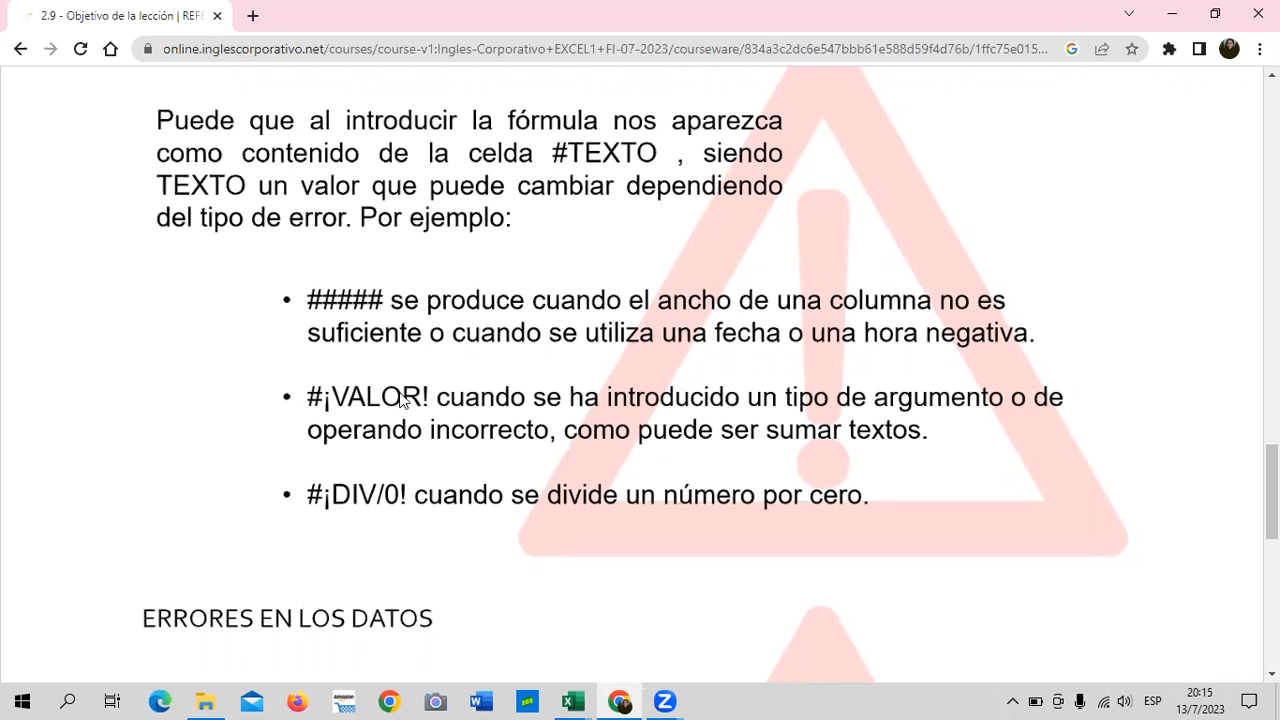 2.9 - Objetivo de la lección | REFE
online.inglescorporativo.net/courses/course-v1:Ingles-Corporativo+EXCEL1+FI-07-2023/courseware/834a3c2dc6e547bbb61e588d59f4d76b/1ffc75e015...
Puede que al introducir la fórmula nos aparezca
como contenido de la celda #TEXTO , siendo
TEXTO un valor que puede cambiar dependiendo
del tipo de error. Por ejemplo:
• ##### se produce cuando el ancho de una columna no es
suficiente o cuando se utiliza una fecha o una hora negativa.
• #¡VALOR! cuando se ha introducido un tipo de argumento o de
operando incorrecto, como puede ser sumar textos.
• #¡DIV/0! cuando se divide un número por cero.
ERRORES EN LOS DATOS
amazon
ESP
20:15
13/7/2023